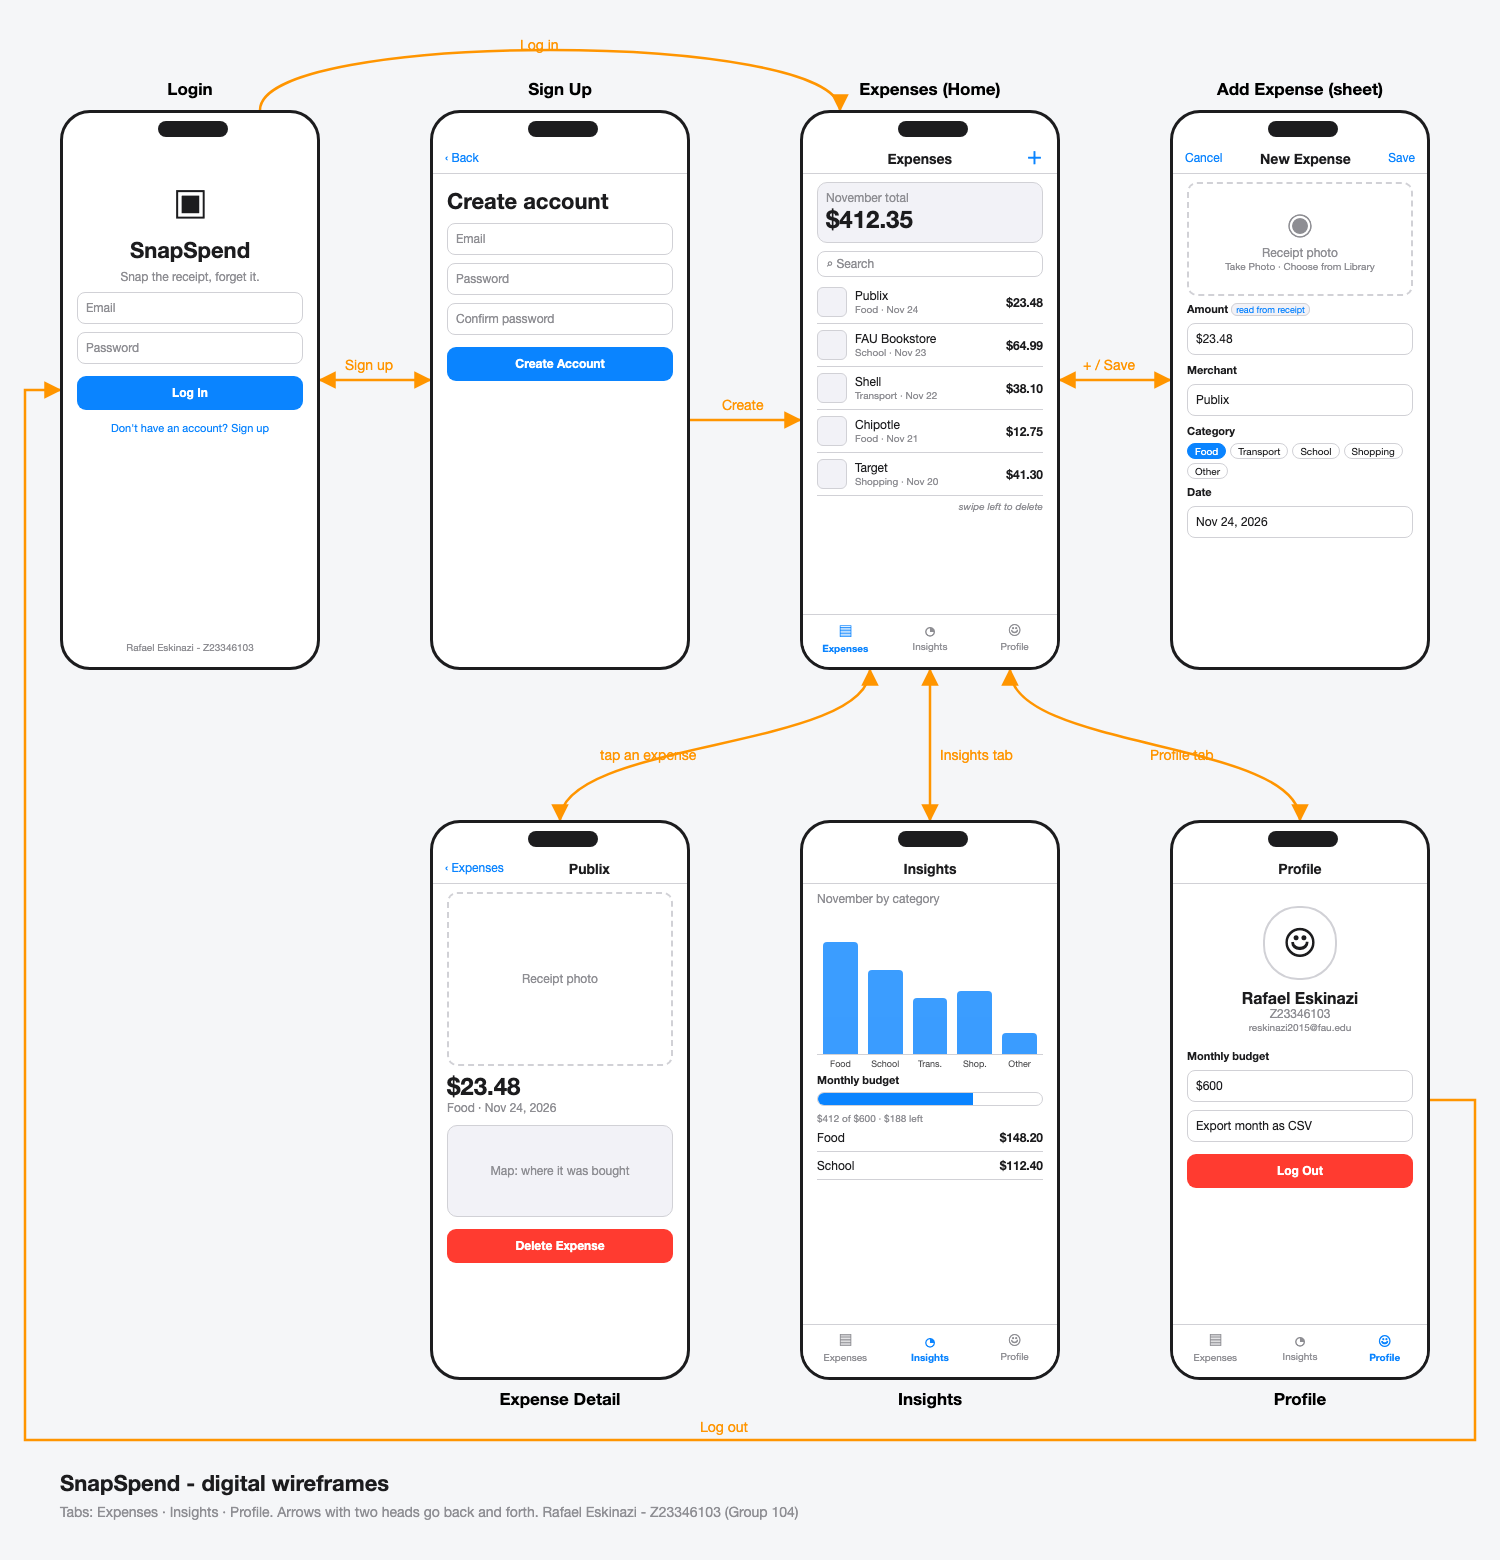 Log in
Login
Sign Up
Expenses (Home)
Add Expense (sheet)
SnapSpend
Snap the receipt, forget it.
Email
Password
Log In
Don't have an account? Sign up
Rafael Eskinazi - Z23346103
Sign up
‹ Back
Create account
Email
Password
Confirm password
Create Account
Create
Expenses +
November total
$412.35
Search
Publix
Food · Nov 24
$23.48
FAU Bookstore
School · Nov 23
$64.99
Shell
Transport · Nov 22
$38.10
Chipotle
Food · Nov 21
$12.75
Target
Shopping · Nov 20
$41.30
swipe left to delete
Expenses Insights Profile
+ / Save
Cancel New Expense Save
Receipt photo
Take Photo · Choose from Library
Amount read from receipt
$23.48
Merchant
Publix
Category
Food Transport School Shopping
Other
Date
Nov 24, 2026
tap an expense
Insights tab
Profile tab
‹ Expenses Publix
Receipt photo
$23.48
Food · Nov 24, 2026
Map: where it was bought
Delete Expense
Expense Detail
Insights
November by category
Food School Trans. Shop. Other
Monthly budget
$412 of $600 · $188 left
Food $148.20
School $112.40
Expenses Insights Profile
Insights
Profile
Rafael Eskinazi
Z23346103
reskinazi2015@fau.edu
Monthly budget
$600
Export month as CSV
Log Out
Expenses Insights Profile
Profile
Log out
SnapSpend - digital wireframes
Tabs: Expenses · Insights · Profile. Arrows with two heads go back and forth. Rafael Eskinazi - Z23346103 (Group 104)